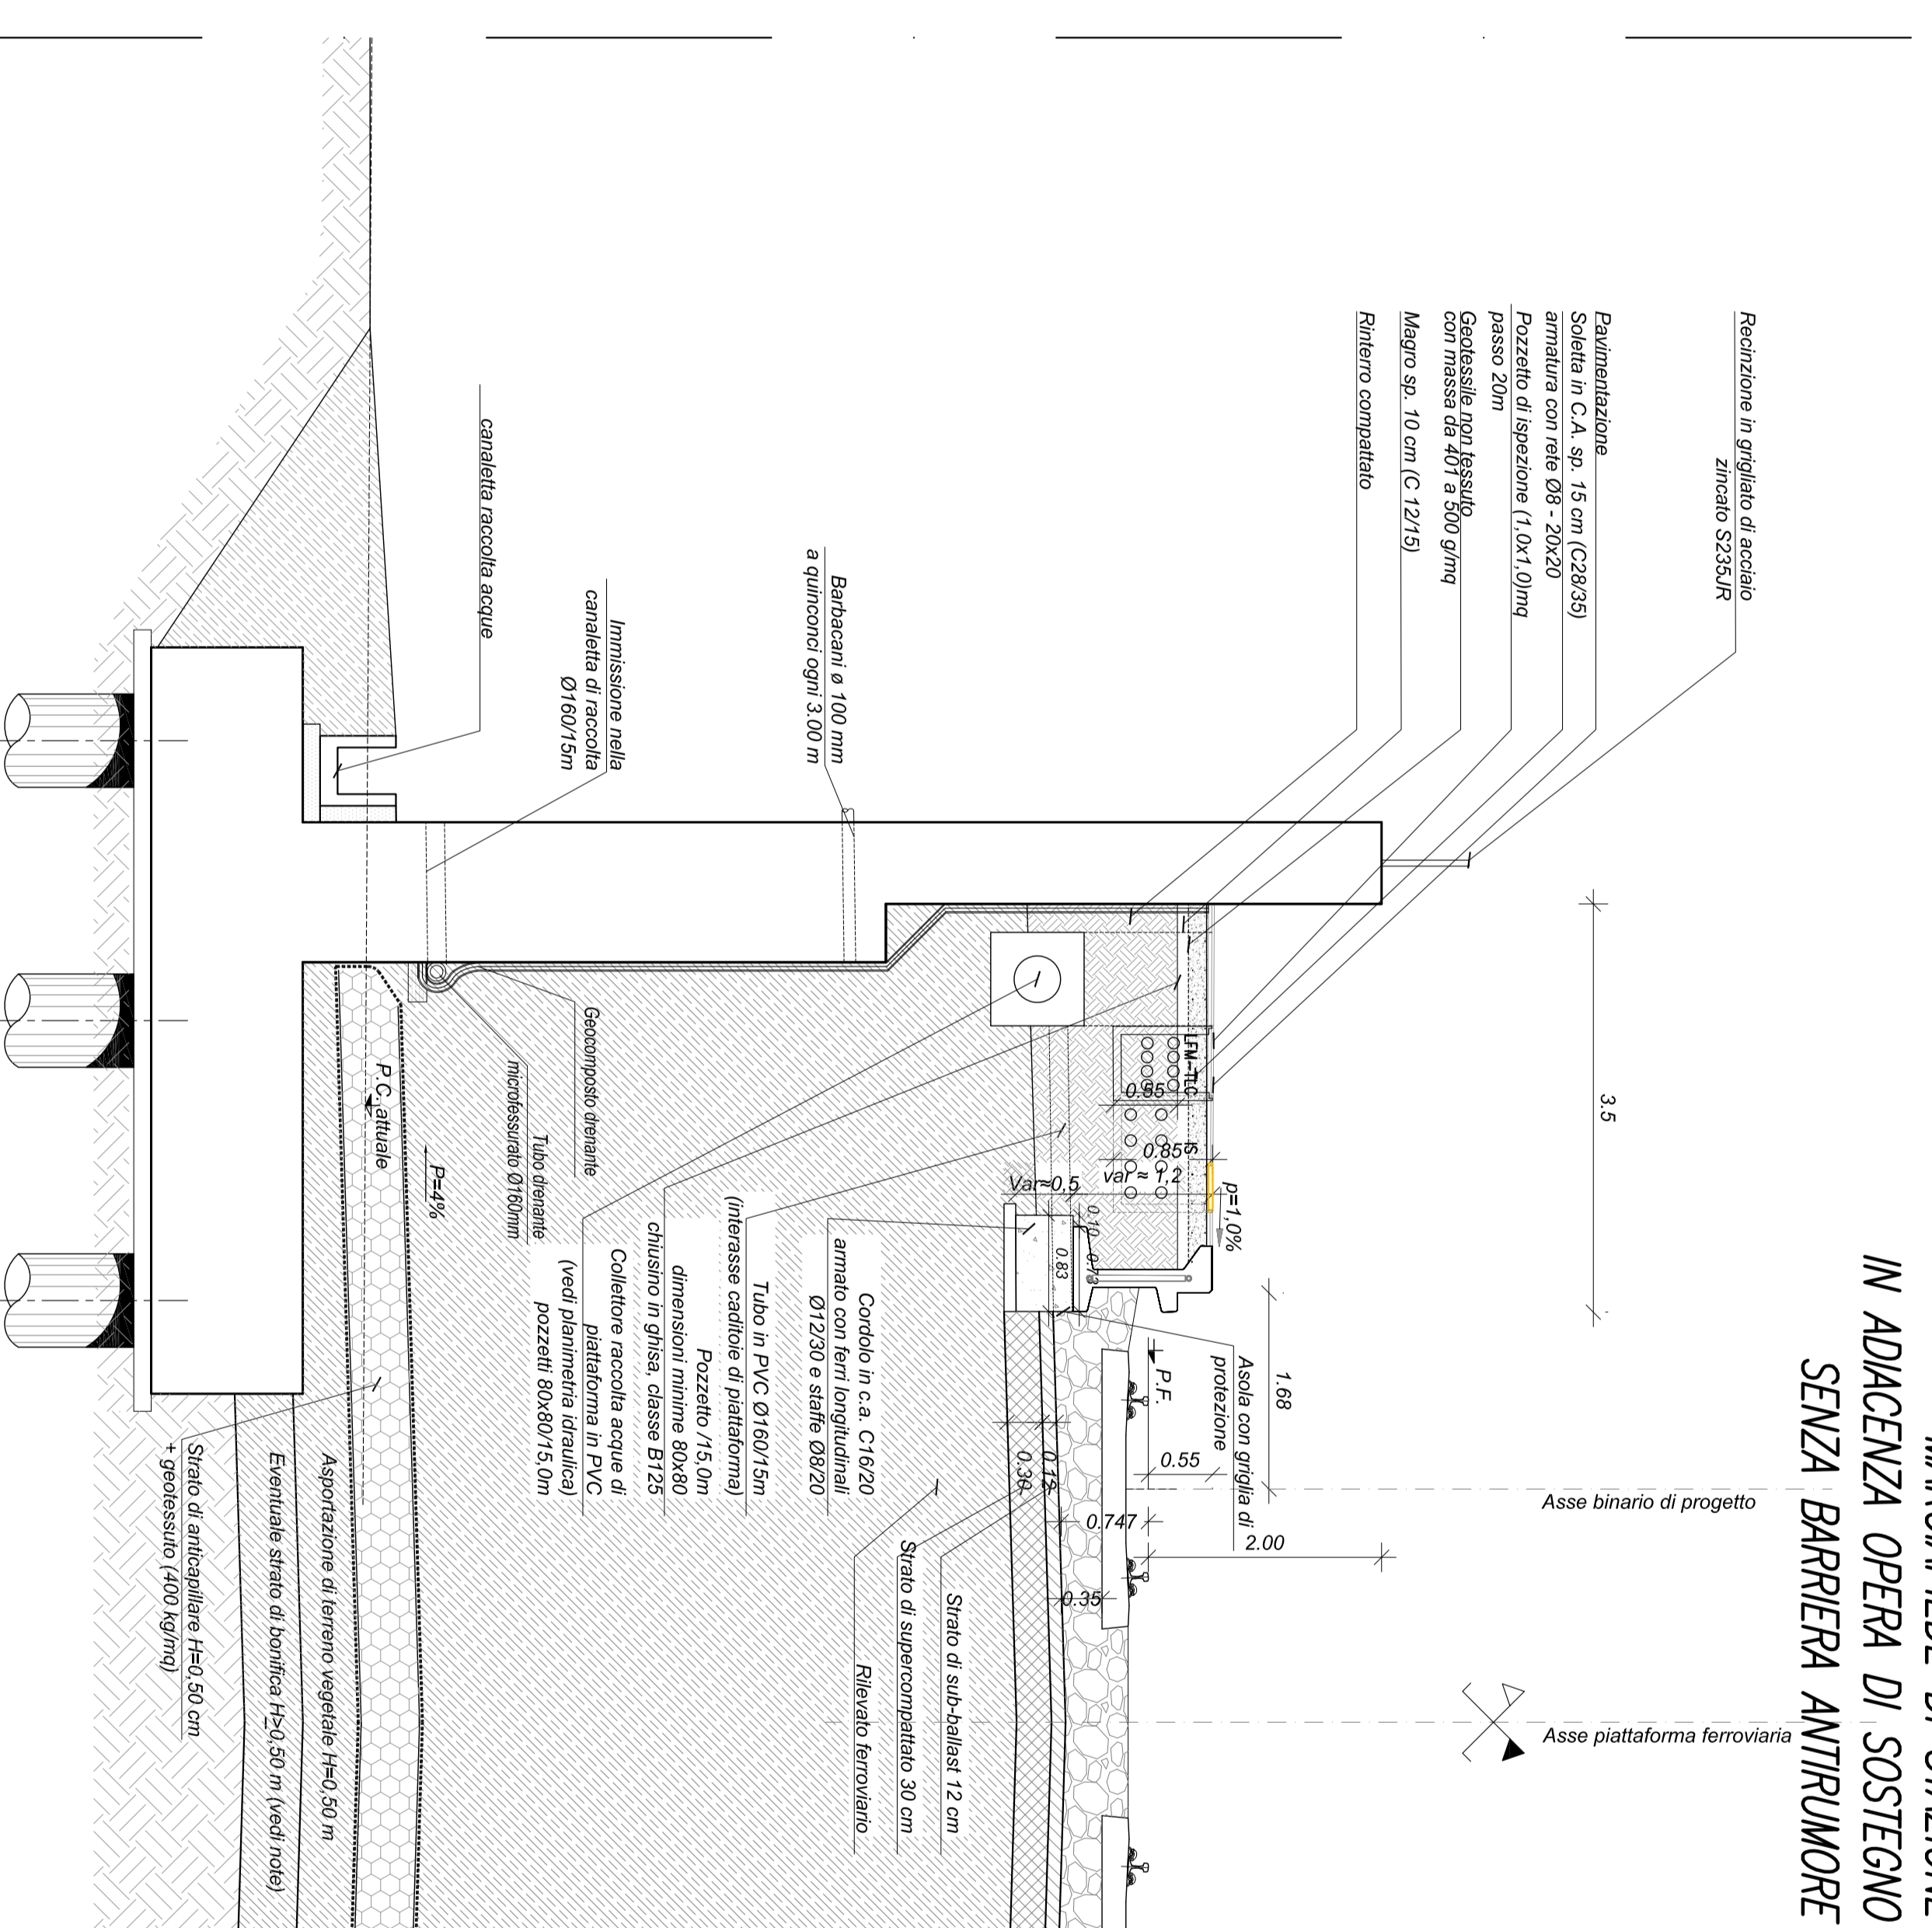 MARCIAPIEDE DI STAZIONE
IN ADIACENZA OPERA DI SOSTEGNO
SENZA BARRIERA ANTIRUMORE
Recinzione in grigliato di acciaio
zincato S235JR
Pavimentazione
Soletta in C.A. sp. 15 cm (C28/35)
armatura con rete Ø8 - 20x20
Pozzetto di ispezione (1,0x1,0)mq
passo 20m
Geotessile non tessuto
con massa da 401 a 500 g/mq
Magro sp. 10 cm (C 12/15)
Rinterro compattato
Barbacani ø 100 mm
a quinconci ogni 3.00 m
Immissione nella
canaletta di raccolta
Ø160/15m
canaletta raccolta acque
3.5
1.68
Asse binario di progetto
Asse piattaforma ferroviaria
p=1,0%
LFM-TLC
0.55
IS
0.85
var ≈ 1,2
Var≈0,5
0.10
0.73
0.83
P.F.
0.55
Asola con griglia di
protezione
2.00
0.747
0.35
0.12
0.30
Cordolo in c.a. C16/20
armato con ferri longitudinali
Ø12/30 e staffe Ø8/20
Tubo in PVC Ø160/15m
(interasse caditoie di piattaforma)
Pozzetto /15,0m
dimensioni minime 80x80
chiusino in ghisa, classe B125
Collettore raccolta acque di
piattaforma in PVC
(vedi planimetria idraulica)
pozzetti 80x80/15,0m
Geocomposto drenante
Tubo drenante
microfessurato Ø160mm
P=4%
P.C. attuale
Strato di sub-ballast 12 cm
Strato di supercompattato 30 cm
Rilevato ferroviario
Asportazione di terreno vegetale H=0,50 m
Eventuale strato di bonifica H≥0,50 m (vedi note)
Strato di anticapillare H=0,50 cm
+ geotessuto (400 kg/mq)